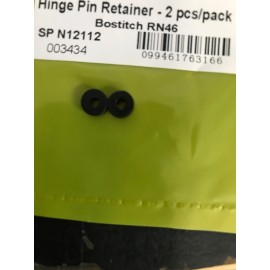 Hinge Pin Retainer - 2 pcs/pack
Bostitch RN46
SP N12112
003434
099461763166